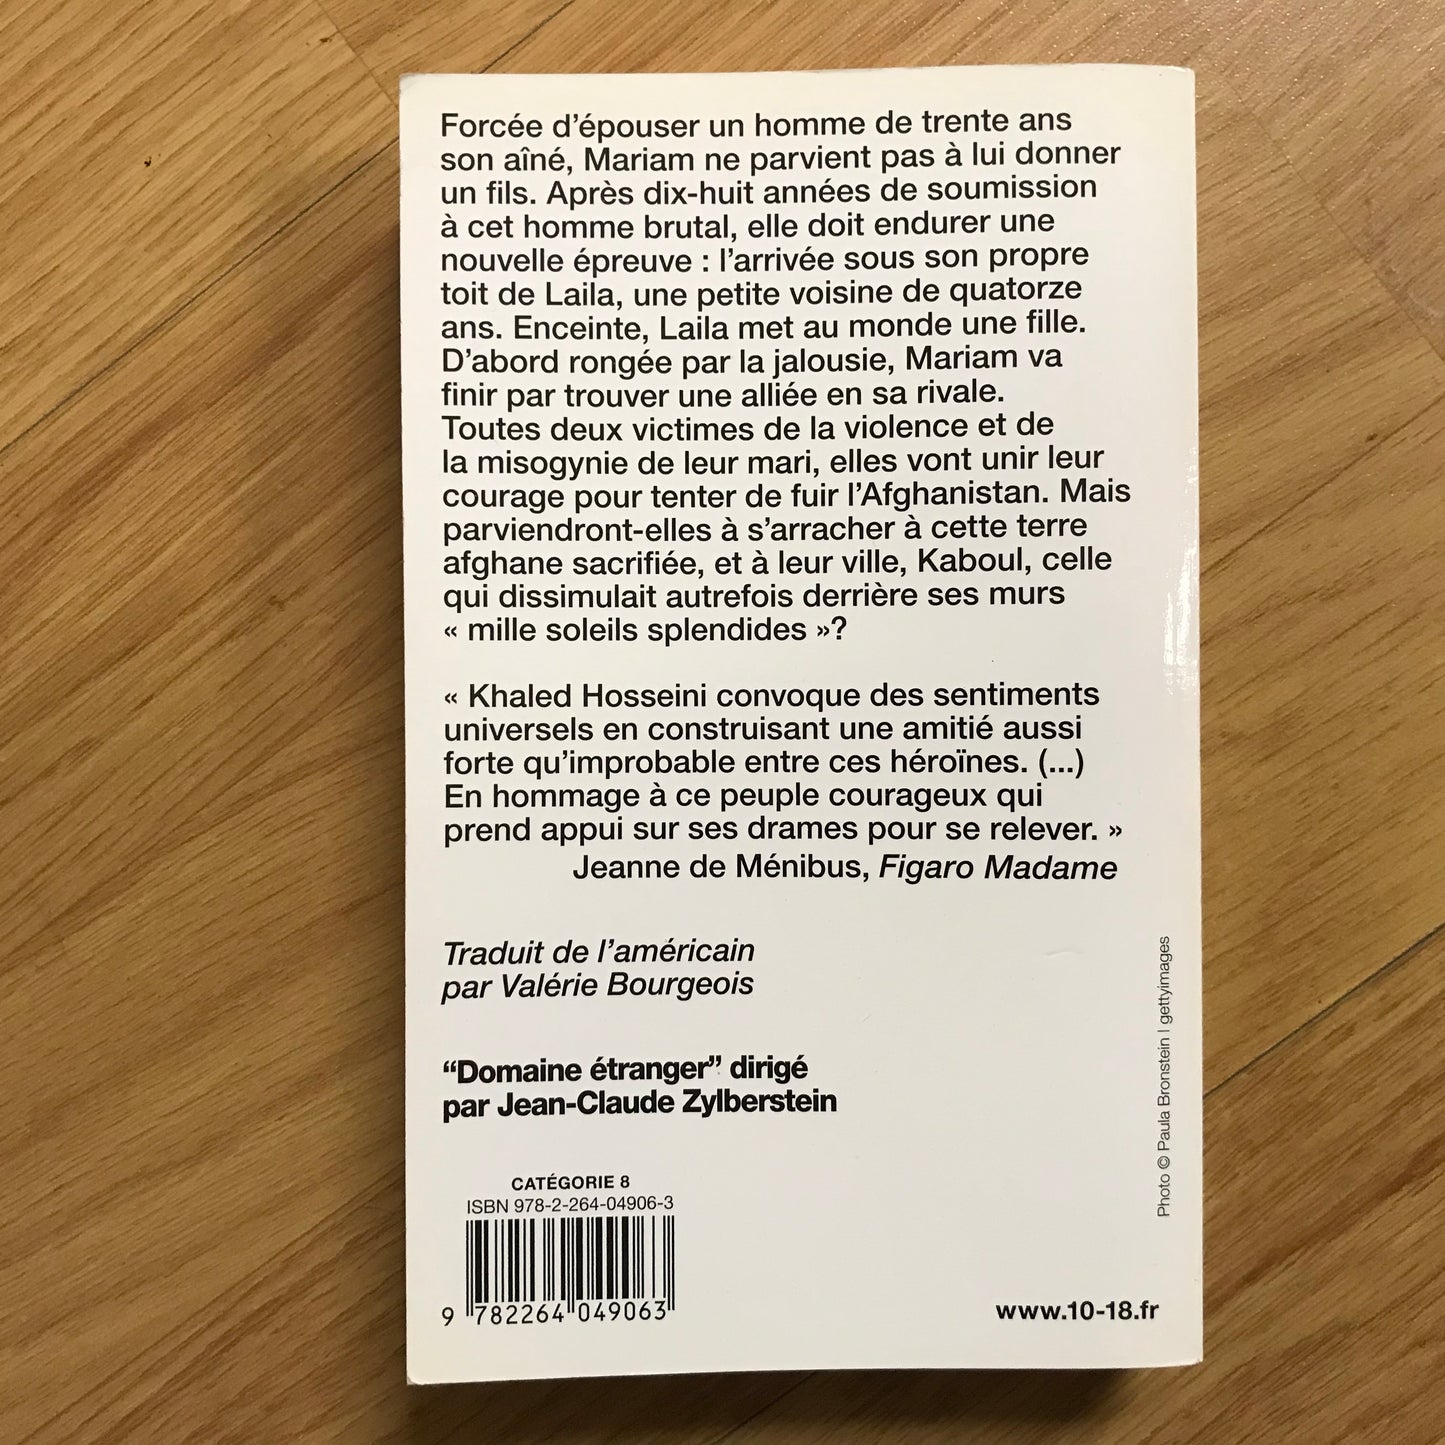 Forcée d’épouser un homme de trente ans
son aîné, Mariam ne parvient pas à lui donner
un fils. Après dix-huit années de soumission
à cet homme brutal, elle doit endurer une
nouvelle épreuve : l’arrivée sous son propre
toit de Laila, une petite voisine de quatorze
ans. Enceinte, Laila met au monde une fille.
D’abord rongée par la jalousie, Mariam va
finir par trouver une alliée en sa rivale.
Toutes deux victimes de la violence et de
la misogynie de leur mari, elles vont unir leur
courage pour tenter de fuir l’Afghanistan. Mais
parviendront-elles à s’arracher à cette terre
afghane sacrifiée, et à leur ville, Kaboul, celle
qui dissimulait autrefois derrière ses murs
« mille soleils splendides »?
« Khaled Hosseini convoque des sentiments
universels en construisant une amitié aussi
forte qu’improbable entre ces héroïnes. (...)
En hommage à ce peuple courageux qui
prend appui sur ses drames pour se relever. »
Jeanne de Ménibus, Figaro Madame
Traduit de l’américain
par Valérie Bourgeois
“Domaine étranger” dirigé
par Jean-Claude Zylberstein
CATÉGORIE 8
ISBN 978-2-264-04906-3
9 782264 049063
www.10-18.fr
Photo © Paula Bronstein | gettyimages